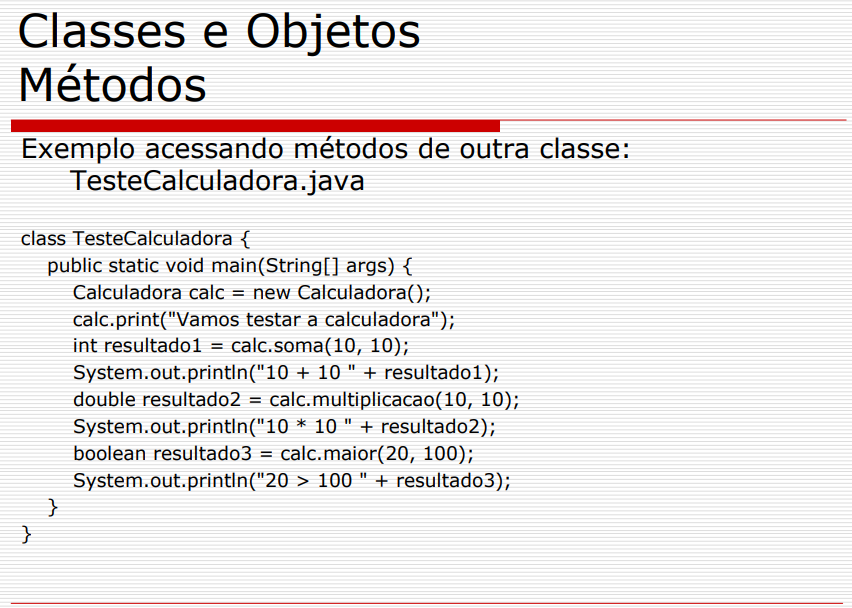 Classes e Objetos
Métodos
Exemplo acessando métodos de outra classe:
TesteCalculadora.java
class TesteCalculadora {
public static void main(String[] args) {
Calculadora calc = new Calculadora();
calc.print("Vamos testar a calculadora");
int resultado1 = calc.soma(10, 10);
System.out.println("10 + 10 " + resultado1);
double resultado2 = calc.multiplicacao(10, 10);
System.out.println("10 * 10 " + resultado2);
boolean resultado3 = calc.maior(20, 100);
System.out.println("20 > 100 " + resultado3);
}
}